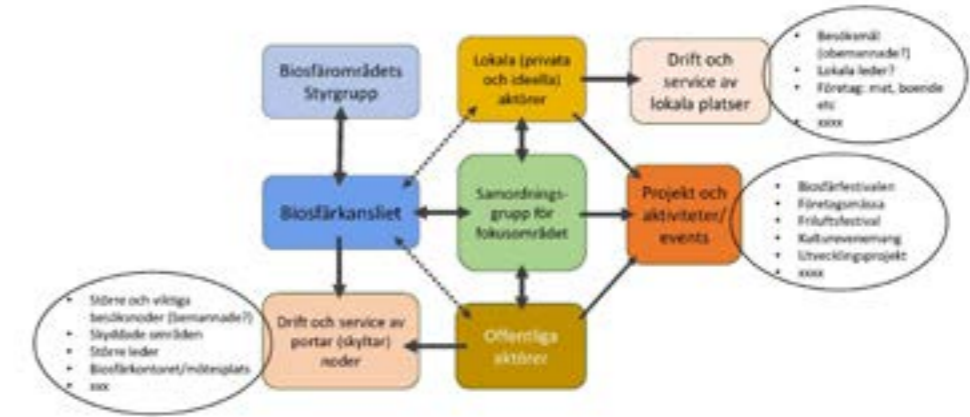 Biosfärområdets
Styrgrupp
Lokala (privata
och ideella)
aktörer
Drift och
service av
lokala platser
• Besöksmål
(obemannade?)
• Lokala leder?
• Företag: mat, boende
etc
• xxxx
Biosfärkansliet
Samordnings-
grupp för
fokusområdet
Projekt och
aktiviteter/
events
• Biosfärfestivalen
• Företagsmässa
• Friluftsfestival
• Kulturevenemang
• Utvecklingsprojekt
• xxxx
• Större och viktiga
besöksnoder (bemannade?)
• Skyddade områden
• Större leder
• Biosfärkontoret/mötesplats
• xxx
Drift och service av
portar (skyltar)
noder
Offentliga
aktörer